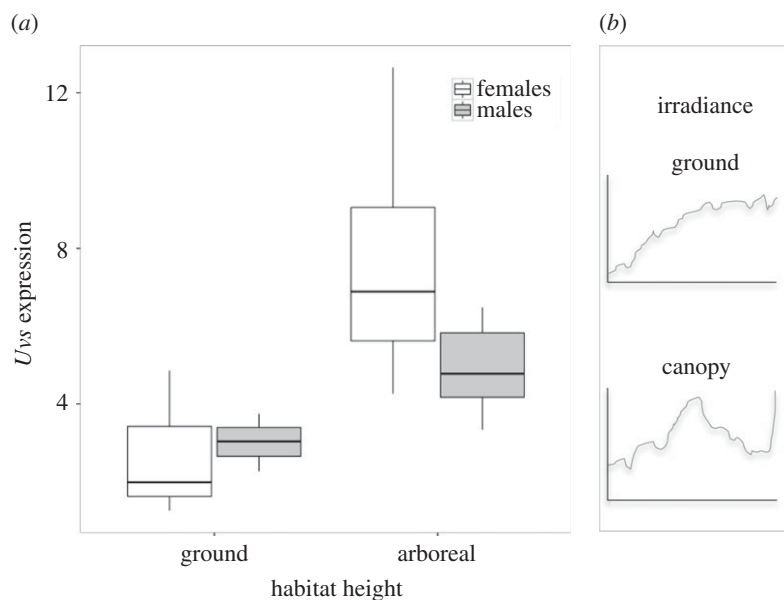 (a)
12
8
4
Uvs expression
females
males
ground
arboreal
habitat height
(b)
irradiance
ground
canopy